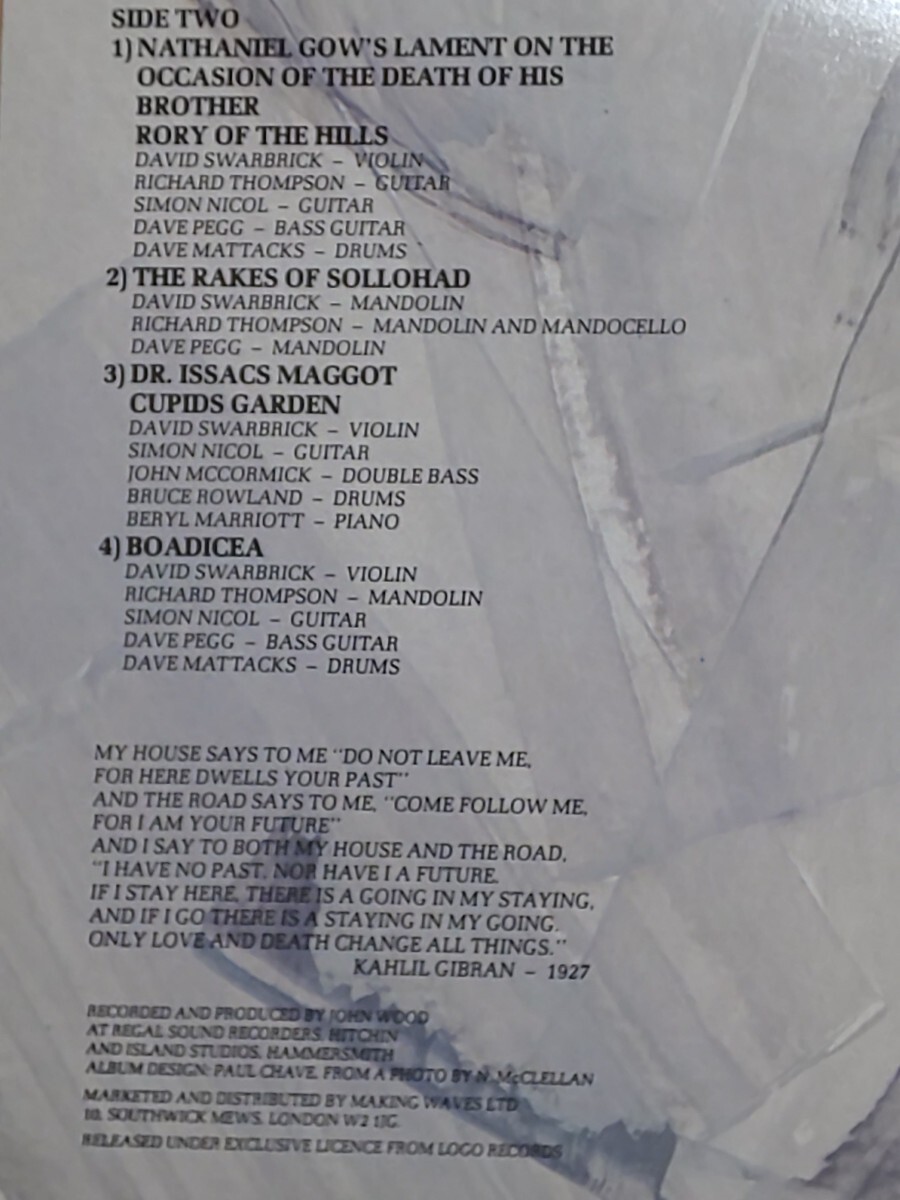 SIDE TWO
1) NATHANIEL GOW'S LAMENT ON THE
OCCASION OF THE DEATH OF HIS
BROTHER
RORY OF THE HILLS
DAVID SWARBRICK – VIOLIN
RICHARD THOMPSON – GUITAR
SIMON NICOL – GUITAR
DAVE PEGG – BASS GUITAR
DAVE MATTACKS – DRUMS
2) THE RAKES OF SOLLOHAD
DAVID SWARBRICK – MANDOLIN
RICHARD THOMPSON – MANDOLIN AND MANDOCELLO
DAVE PEGG – MANDOLIN
3) DR. ISSACS MAGGOT
CUPIDS GARDEN
DAVID SWARBRICK – VIOLIN
SIMON NICOL – GUITAR
JOHN MCCORMICK – DOUBLE BASS
BRUCE ROWLAND – DRUMS
BERYL MARRIOTT – PIANO
4) BOADICEA
DAVID SWARBRICK – VIOLIN
RICHARD THOMPSON – MANDOLIN
SIMON NICOL – GUITAR
DAVE PEGG – BASS GUITAR
DAVE MATTACKS – DRUMS
MY HOUSE SAYS TO ME "DO NOT LEAVE ME,
FOR HERE DWELLS YOUR PAST"
AND THE ROAD SAYS TO ME, "COME FOLLOW ME,
FOR I AM YOUR FUTURE"
AND I SAY TO BOTH MY HOUSE AND THE ROAD,
"I HAVE NO PAST, NOR HAVE I A FUTURE.
IF I STAY HERE, THERE IS A GOING IN MY STAYING,
AND IF I GO THERE IS A STAYING IN MY GOING.
ONLY LOVE AND DEATH CHANGE ALL THINGS."
KAHLIL GIBRAN – 1927
RECORDED AND PRODUCED BY JOHN WOOD
AT REGAL SOUND RECORDERS, HITCHIN
AND ISLAND STUDIOS, HAMMERSMITH
ALBUM DESIGN: PAUL CHAVE, FROM A PHOTO BY N. McCLELLAN
MARKETED AND DISTRIBUTED BY MAKING WAVES LTD
SOUTHWICK MEWS, LONDON W2 1JG.
RELEASED UNDER EXCLUSIVE LICENCE FROM LOGO RECORDS